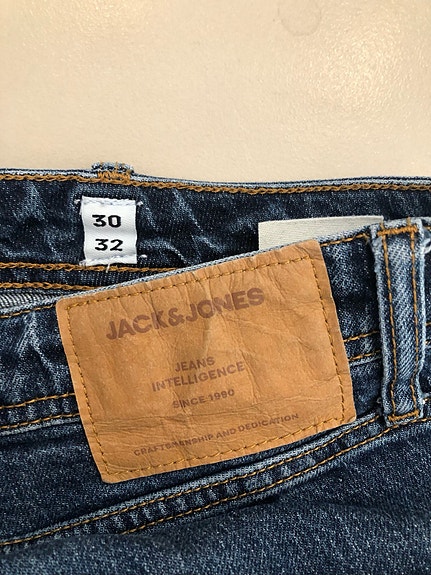 30
32
JACK&JONES
JEANS
INTELLIGENCE
SINCE 1990
CRAFTSMANSHIP AND DEDICATION